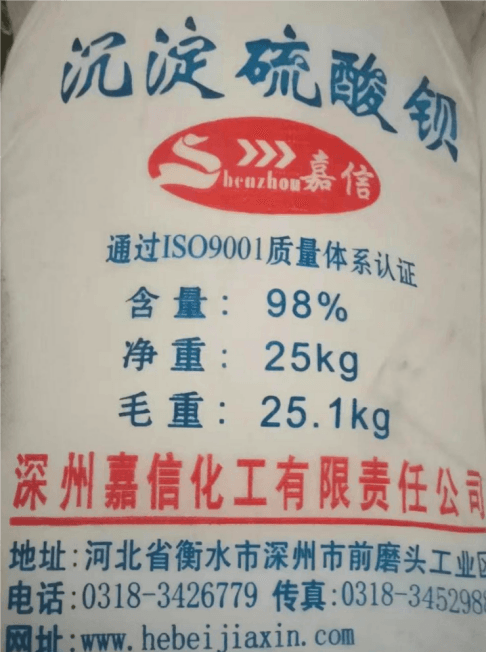 沉淀硫酸钡
Shenzhou 嘉信
通过ISO9001质量体系认证
含量: 98%
净重: 25kg
毛重: 25.1kg
深州嘉信化工有限责任公司
地址:河北省衡水市深州市前磨头工业区
电话:0318-3426779 传真:0318-3452988
网址:www.hebeijiaxin.com